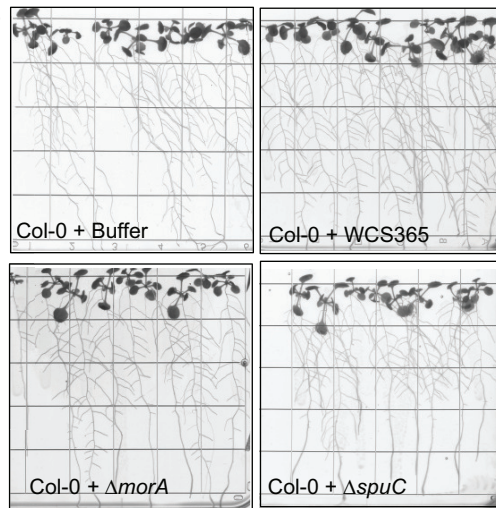 Col-0 + Buffer
Col-0 + WCS365
Col-0 + ΔmorA
Col-0 + ΔspuC